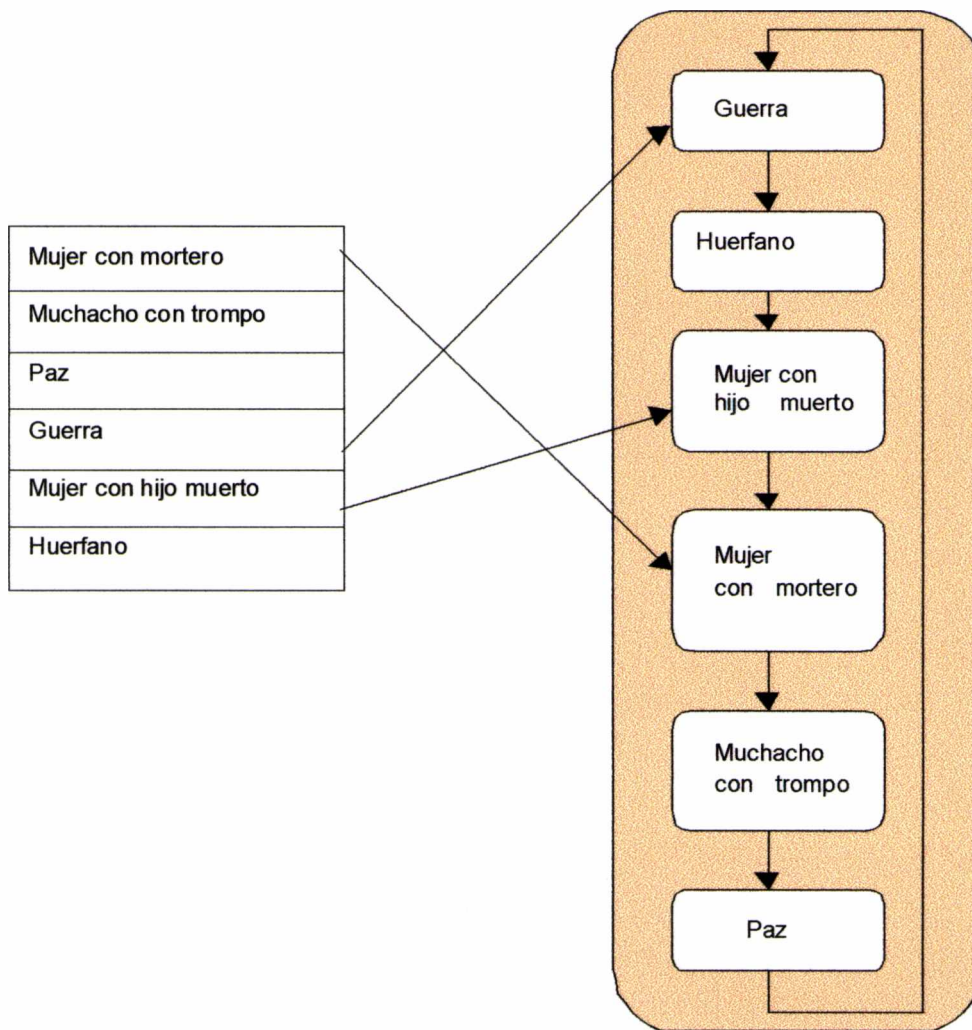 Mujer con mortero
Muchacho con trompo
Paz
Guerra
Mujer con hijo muerto
Huerfano
Guerra
Huerfano
Mujer con
hijo muerto
Mujer
con mortero
Muchacho
con trompo
Paz